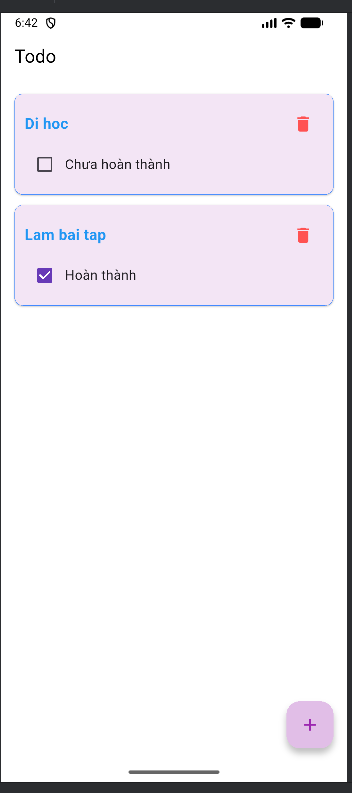 6:42
Todo
Di hoc
Chưa hoàn thành
Lam bai tap
Hoàn thành
+